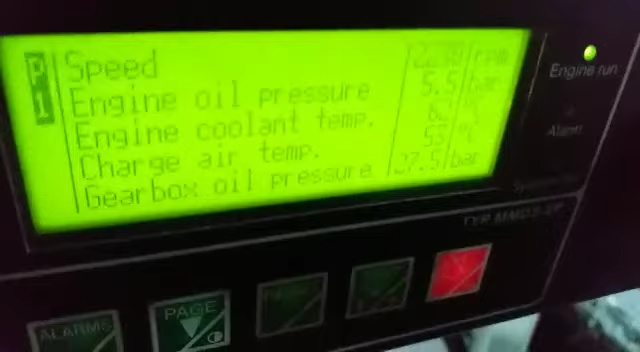 P1
Speed rpm
Engine oil pressure 5.5 bar
Engine coolant temp. °C
Charge air temp. 53 °C
Gearbox oil pressure 27.5 bar
Engine run
Alarm
ALARMS
PAGE